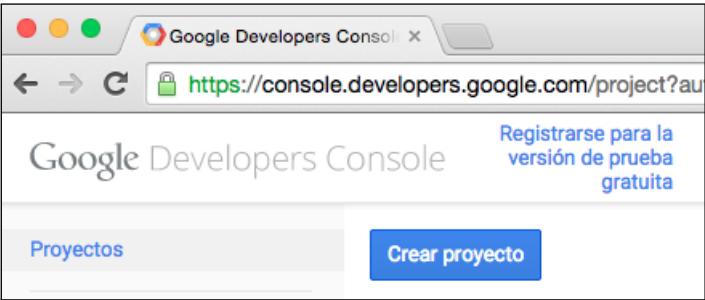 Google Developers Consol
https://console.developers.google.com/project?au
Google Developers Console
Registrarse para la
versión de prueba
gratuita
Proyectos
Crear proyecto